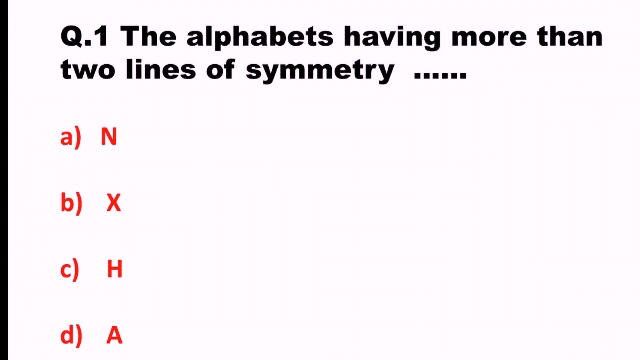 Q.1 The alphabets having more than
two lines of symmetry ......
a) N
b) X
c) H
d) A